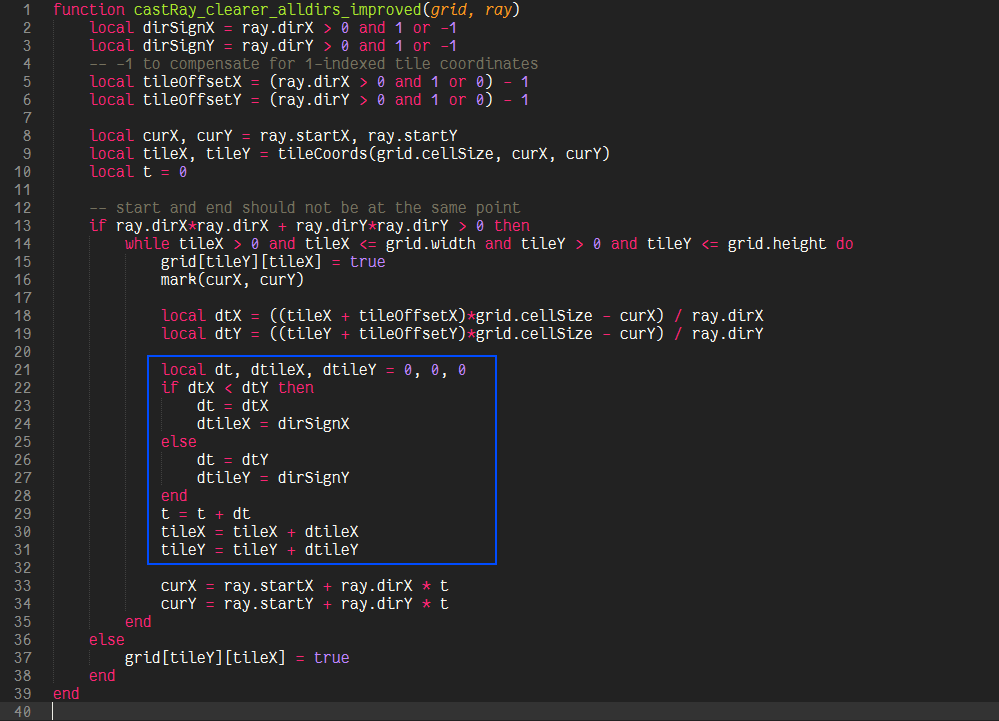 1 function castRay_clearer_alldirs_improved(grid, ray)
2     local dirSignX = ray.dirX > 0 and 1 or -1
3     local dirSignY = ray.dirY > 0 and 1 or -1
4     -- -1 to compensate for 1-indexed tile coordinates
5     local tileOffsetX = (ray.dirX > 0 and 1 or 0) - 1
6     local tileOffsetY = (ray.dirY > 0 and 1 or 0) - 1
7
8     local curX, curY = ray.startX, ray.startY
9     local tileX, tileY = tileCoords(grid.cellSize, curX, curY)
10     local t = 0
11
12     -- start and end should not be at the same point
13     if ray.dirX*ray.dirX + ray.dirY*ray.dirY > 0 then
14         while tileX > 0 and tileX <= grid.width and tileY > 0 and tileY <= grid.height do
15             grid[tileY][tileX] = true
16             mark(curX, curY)
17
18             local dtX = ((tileX + tileOffsetX)*grid.cellSize - curX) / ray.dirX
19             local dtY = ((tileY + tileOffsetY)*grid.cellSize - curY) / ray.dirY
20
21             local dt, dtileX, dtileY = 0, 0, 0
22             if dtX < dtY then
23                 dt = dtX
24                 dtileX = dirSignX
25             else
26                 dt = dtY
27                 dtileY = dirSignY
28             end
29             t = t + dt
30             tileX = tileX + dtileX
31             tileY = tileY + dtileY
32
33             curX = ray.startX + ray.dirX * t
34             curY = ray.startY + ray.dirY * t
35         end
36     else
37         grid[tileY][tileX] = true
38     end
39 end
40